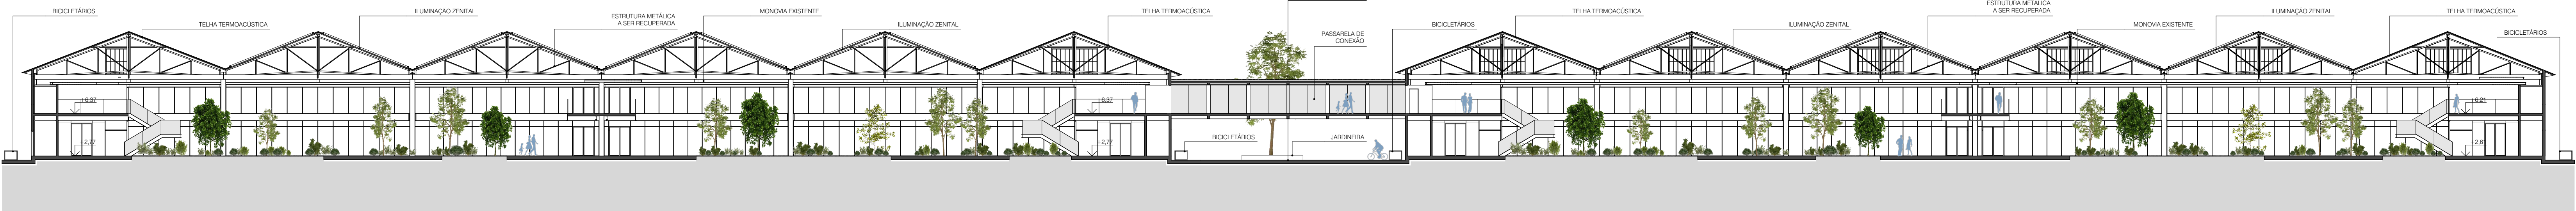 BICICLETÁRIOS
TELHA TERMOACÚSTICA
ILUMINAÇÃO ZENITAL
ESTRUTURA METÁLICA
A SER RECUPERADA
MONOVIA EXISTENTE
ILUMINAÇÃO ZENITAL
TELHA TERMOACÚSTICA
PASSARELA DE
CONEXÃO
BICICLETÁRIOS
TELHA TERMOACÚSTICA
ILUMINAÇÃO ZENITAL
ESTRUTURA METÁLICA
A SER RECUPERADA
MONOVIA EXISTENTE
ILUMINAÇÃO ZENITAL
TELHA TERMOACÚSTICA
BICICLETÁRIOS
+6,37
+2,77
+6,37
+2,77
BICICLETÁRIOS
JARDINEIRA
+6,21
+2,61